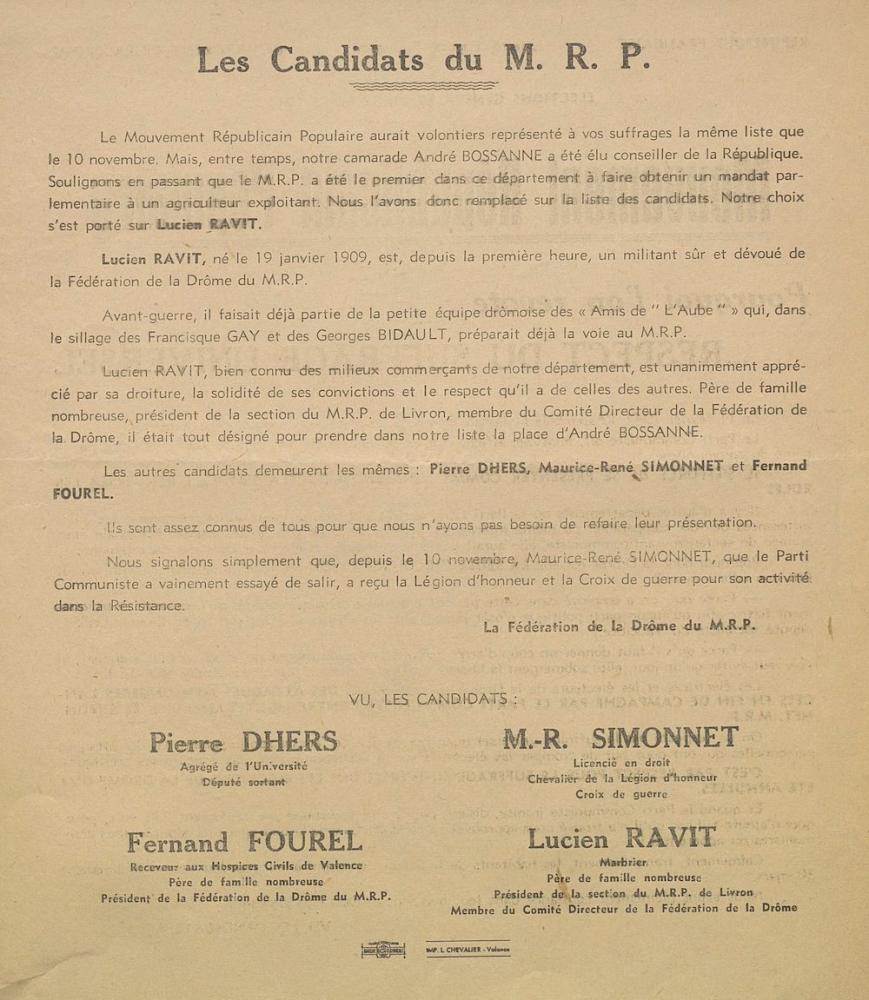 Les Candidats du M. R. P.
Le Mouvement Républicain Populaire aurait volontiers représenté à vos suffrages la même liste que
le 10 novembre. Mais, entre temps, notre camarade André BOSSANNE a été élu conseiller de la République.
Soulignons en passant que le M.R.P. a été le premier dans ce département à faire obtenir un mandat par-
lementaire à un agriculteur exploitant. Nous l'avons donc remplacé sur la liste des candidats. Notre choix
s'est porté sur Lucien RAVIT.
Lucien RAVIT, né le 19 janvier 1909, est, depuis la première heure, un militant sûr et dévoué de
la Fédération de la Drôme du M.R.P.
Avant-guerre, il faisait déjà partie de la petite équipe drômoise des « Amis de " L'Aube " » qui, dans
le sillage des Francisque GAY et des Georges BIDAULT, préparait déjà la voie au M.R.P.
Lucien RAVIT, bien connu des milieux commerçants de notre département, est unanimement appré-
cié par sa droiture, la solidité de ses convictions et le respect qu'il a de celles des autres. Père de famille
nombreuse, président de la section du M.R.P. de Livron, membre du Comité Directeur de la Fédération de
la Drôme, il était tout désigné pour prendre dans notre liste la place d'André BOSSANNE.
Les autres candidats demeurent les mêmes : Pierre DHERS, Maurice-René SIMONNET et Fernand
FOUREL.
Ils sont assez connus de tous pour que nous n'ayons pas besoin de refaire leur présentation.
Nous signalons simplement que, depuis le 10 novembre, Maurice-René SIMONNET, que le Parti
Communiste a vainement essayé de salir, a reçu la Légion d'honneur et la Croix de guerre pour son activité
dans la Résistance.
La Fédération de la Drôme du M.R.P.
VU, LES CANDIDATS :
Pierre DHERS
Agrégé de l'Université
Député sortant
M.-R. SIMONNET
Licencié en droit
Chevalier de la Légion d'honneur
Croix de guerre
Fernand FOUREL
Receveur aux Hospices Civils de Valence
Père de famille nombreuse
Président de la Fédération de la Drôme du M.R.P.
Lucien RAVIT
Marbrier
Père de famille nombreuse
Président de la section du M.R.P. de Livron
Membre du Comité Directeur de la Fédération de la Drôme
IMP. L. CHEVALIER - Valence